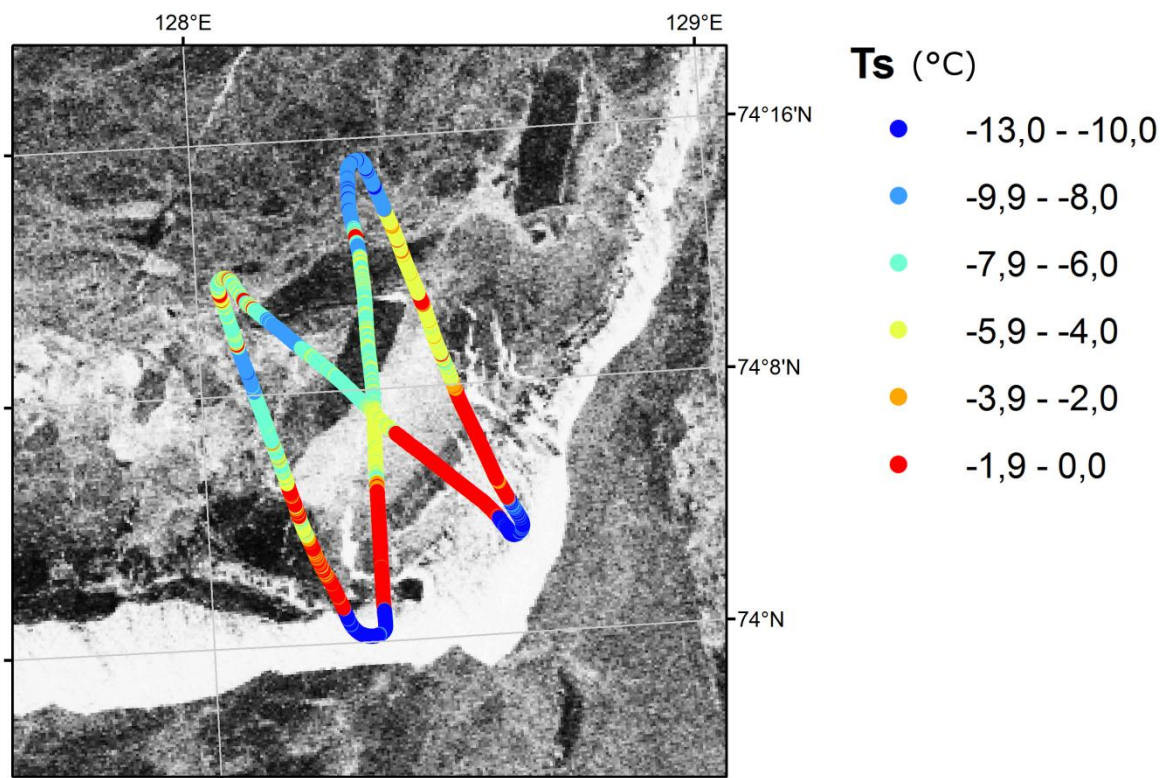 128°E 129°E
Ts (°C)
74°16'N
-13,0 - -10,0
-9,9 - -8,0
-7,9 - -6,0
-5,9 - -4,0
74°8'N
-3,9 - -2,0
-1,9 - 0,0
74°N